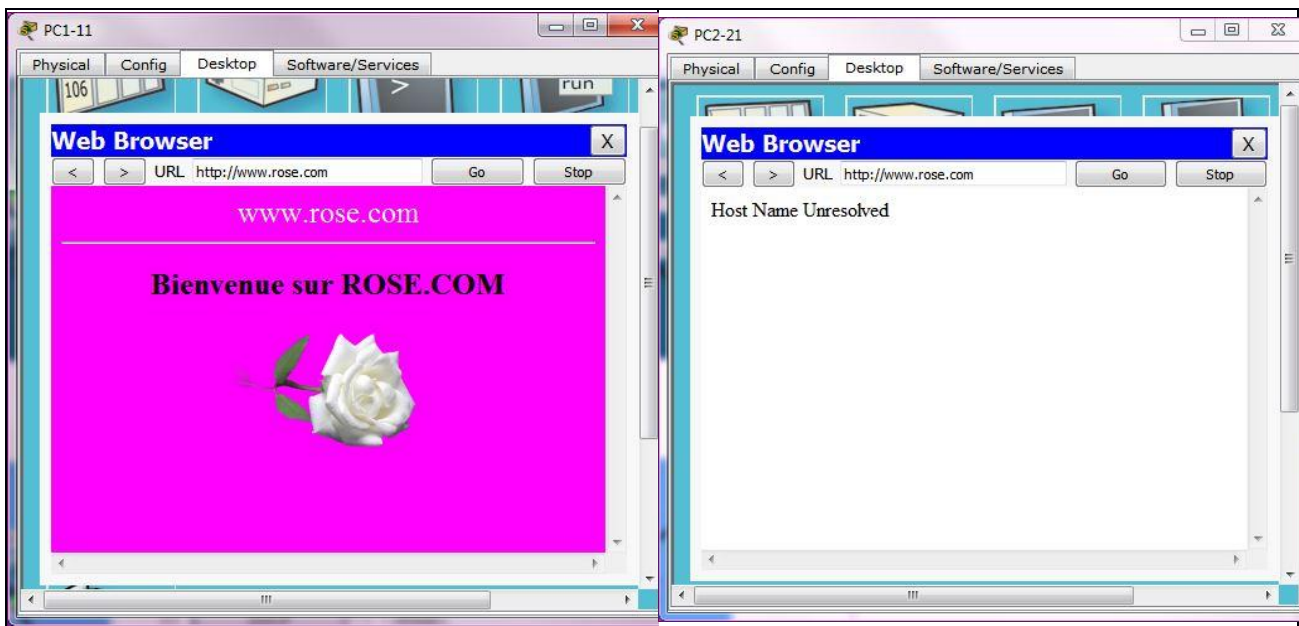 PC1-11
Physical Config Desktop Software/Services
106 > run
Web Browser X
< > URL http://www.rose.com Go Stop
www.rose.com
Bienvenue sur ROSE.COM
PC2-21
Physical Config Desktop Software/Services
Web Browser X
< > URL http://www.rose.com Go Stop
Host Name Unresolved